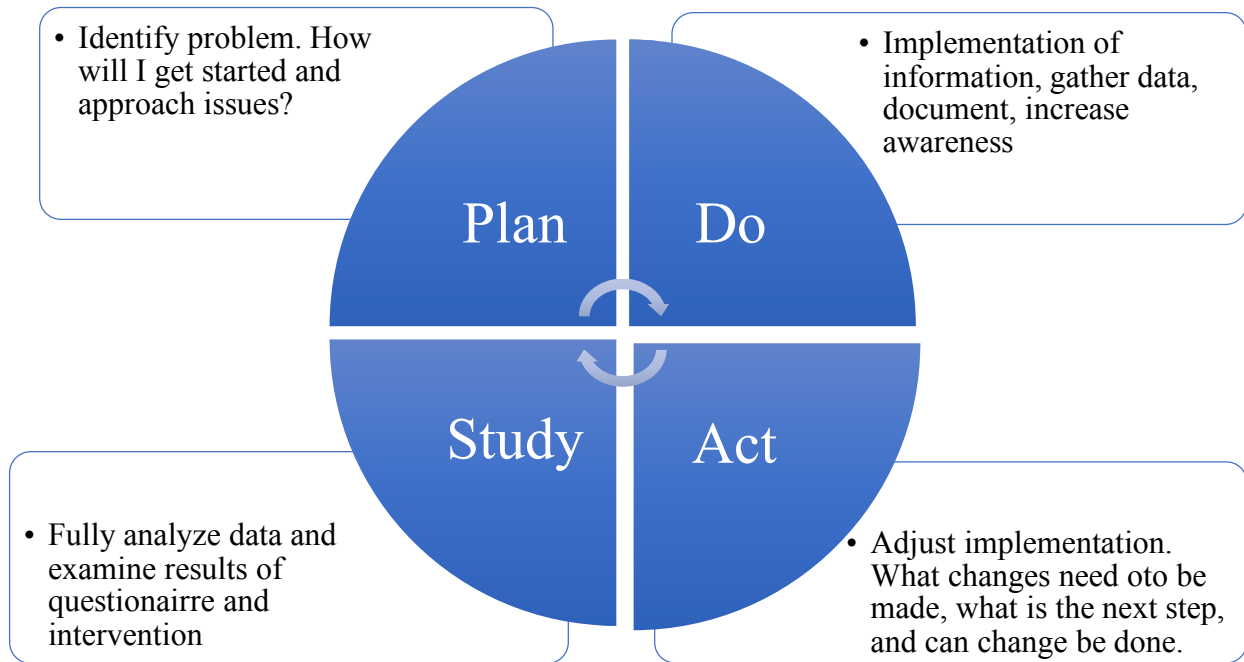 • Identify problem. How
will I get started and
approach issues?
• Implementation of
information, gather data,
document, increase
awareness
Plan
Do
Study
Act
• Fully analyze data and
examine results of
questionairre and
intervention
• Adjust implementation.
What changes need oto be
made, what is the next step,
and can change be done.